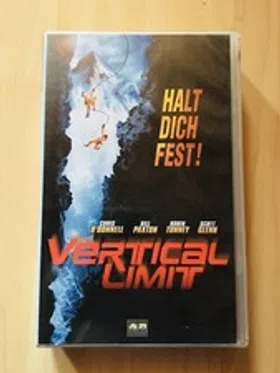 HALT
DICH
FEST!
CHRIS BILL ROBIN SCOTT
O'DONNELL PAXTON TUNNEY GLENN
VERTICAL
LIMIT